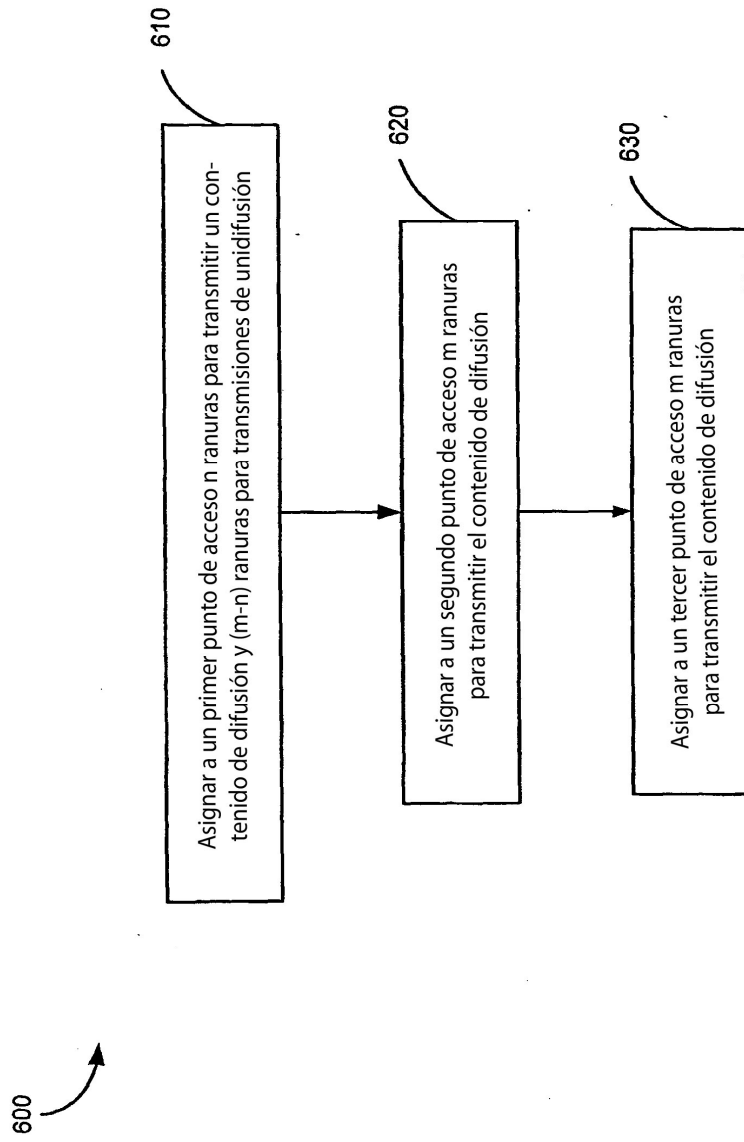 600
610
Asignar a un primer punto de acceso n ranuras para transmitir un con-
tenido de difusión y (m-n) ranuras para transmisiones de unidifusión
620
Asignar a un segundo punto de acceso m ranuras
para transmitir el contenido de difusión
630
Asignar a un tercer punto de acceso m ranuras
para transmitir el contenido de difusión